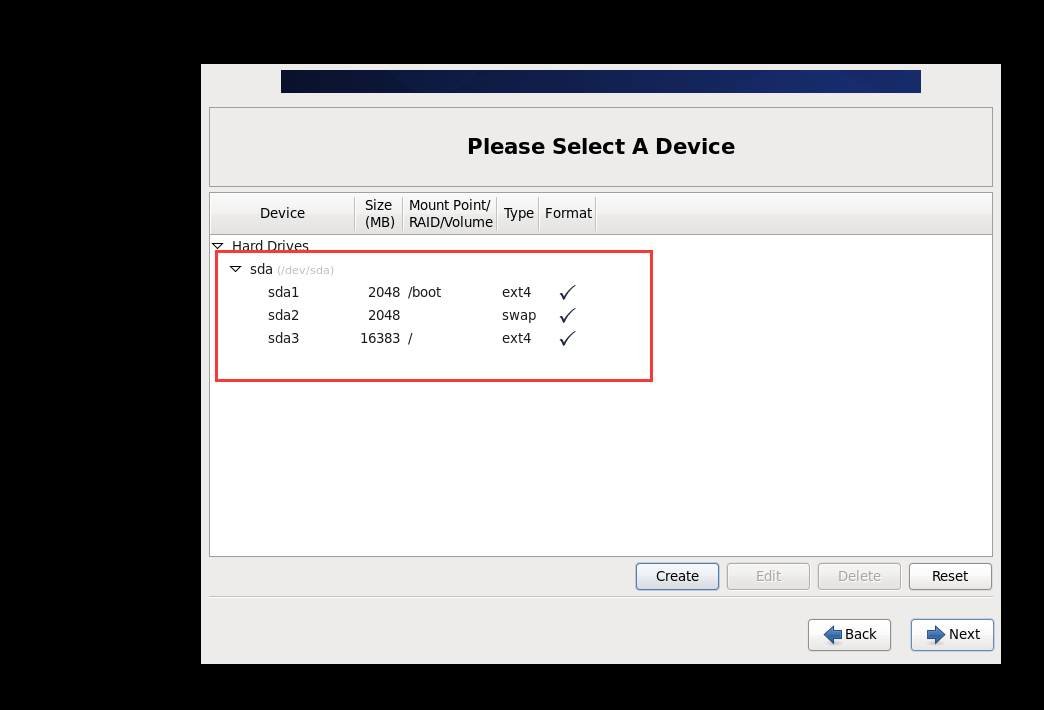 Please Select A Device
Device Size (MB) Mount Point/ RAID/Volume Type Format
Hard Drives
sda (/dev/sda)
sda1 2048 /boot ext4
sda2 2048 swap
sda3 16383 / ext4
Create Edit Delete Reset
Back Next